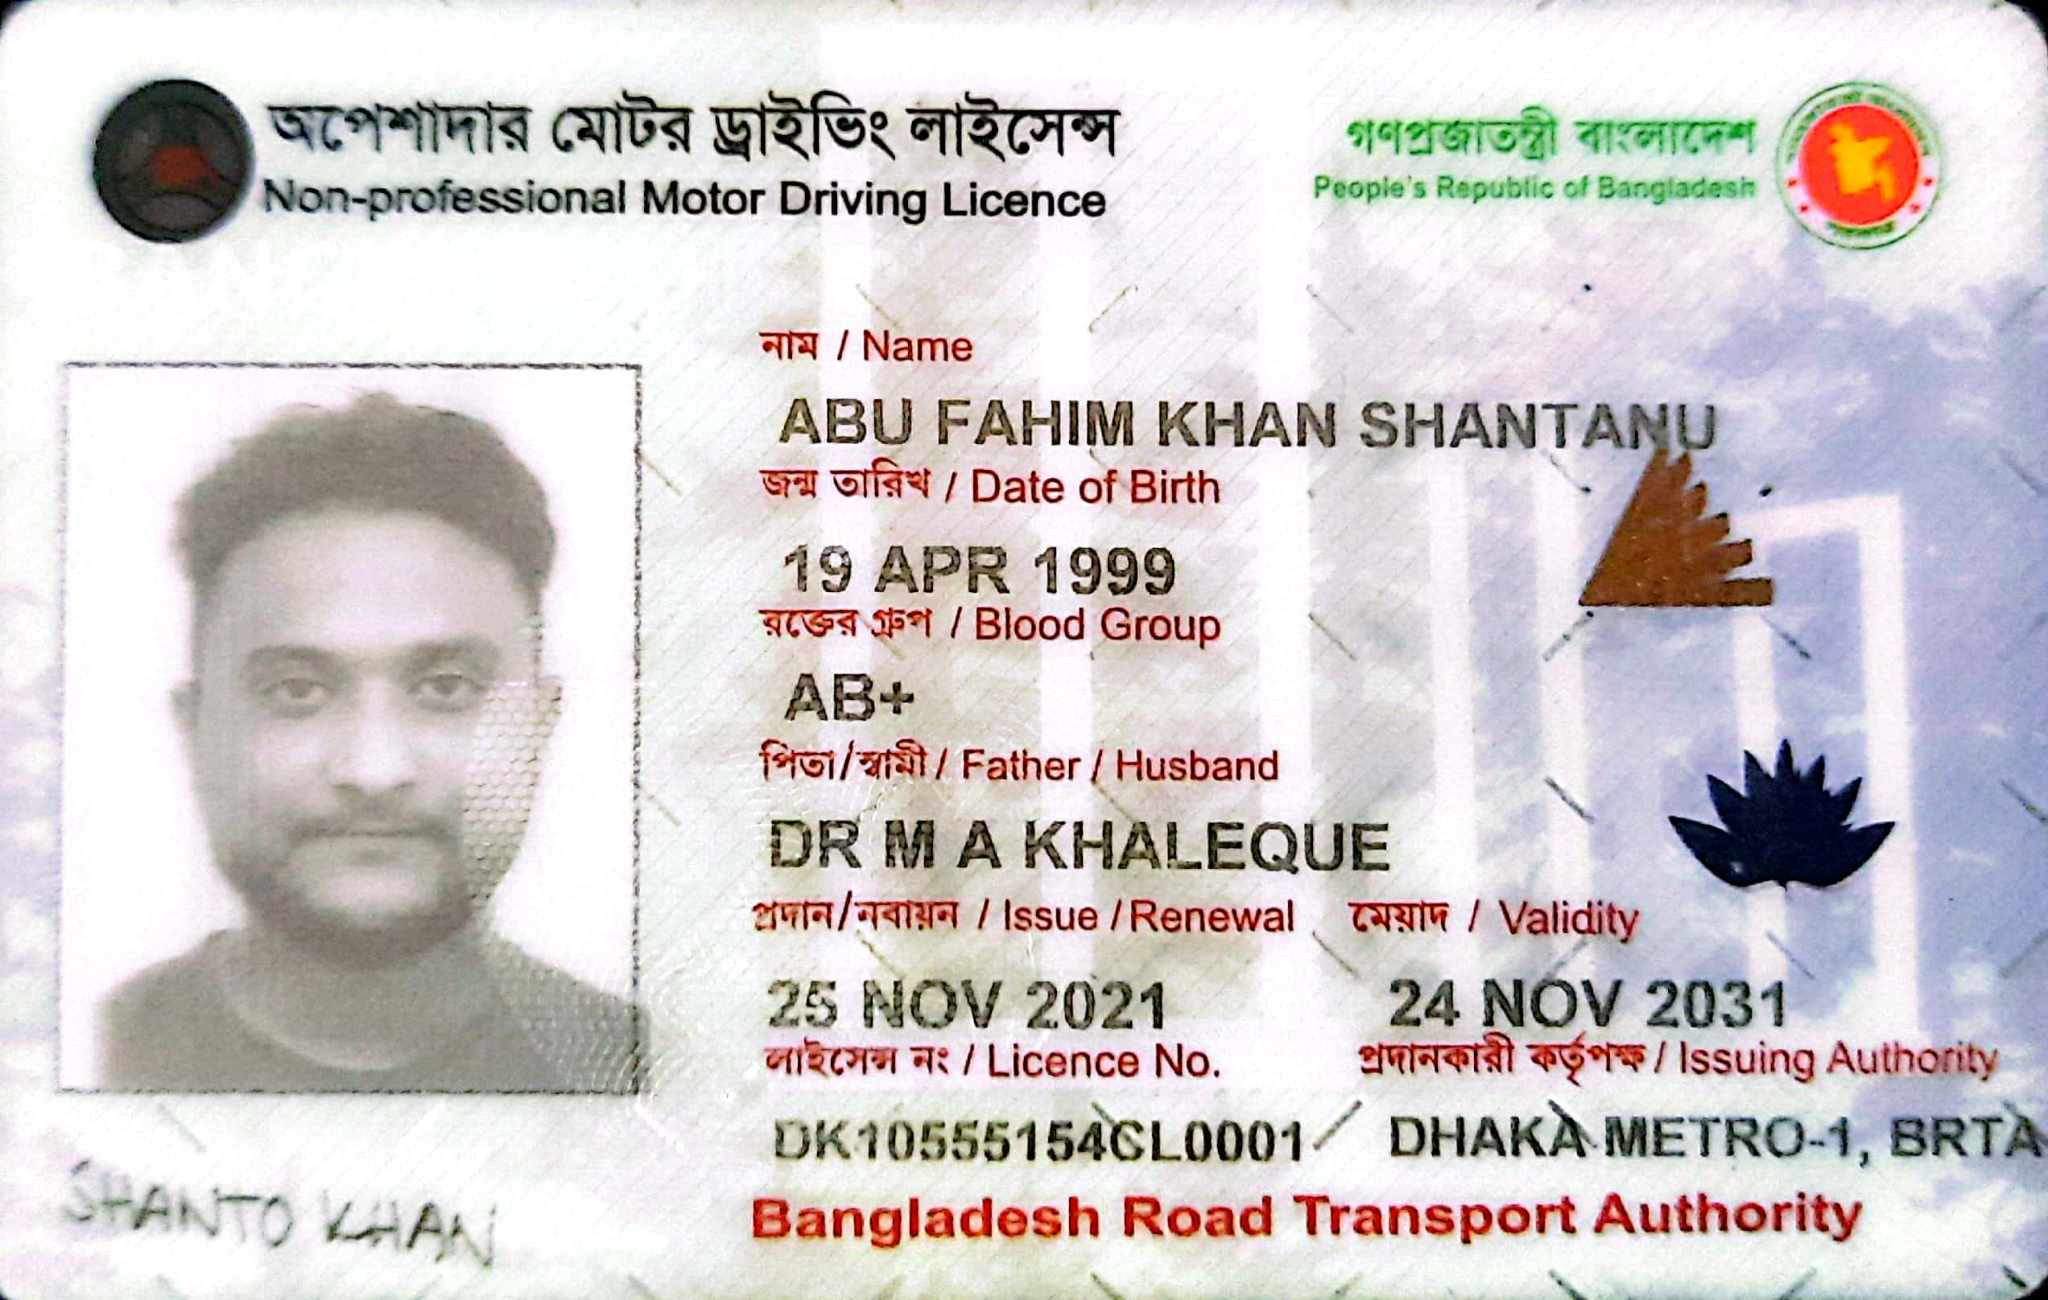 অপেশাদার মোটর ড্রাইভিং লাইসেন্স
Non-professional Motor Driving Licence
গণপ্রজাতন্ত্রী বাংলাদেশ
People's Republic of Bangladesh
নাম / Name
ABU FAHIM KHAN SHANTANU
জন্ম তারিখ / Date of Birth
19 APR 1999
রক্তের গ্রুপ / Blood Group
AB+
পিতা/স্বামী / Father / Husband
DR M A KHALEQUE
প্রদান/নবায়ন / Issue / Renewal মেয়াদ / Validity
25 NOV 2021 24 NOV 2031
লাইসেন্স নং / Licence No. প্রদানকারী কর্তৃপক্ষ / Issuing Authority
DK10555154CL0001 DHAKA METRO-1, BRTA
SHANTO KHAN
Bangladesh Road Transport Authority